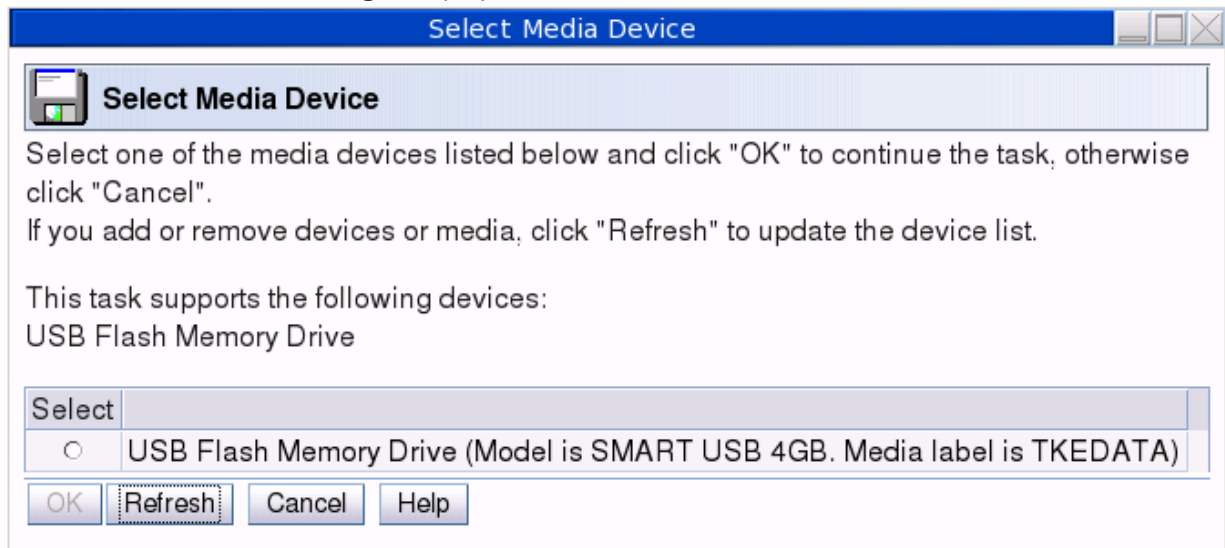 Select Media Device
Select Media Device
Select one of the media devices listed below and click "OK" to continue the task, otherwise
click "Cancel".
If you add or remove devices or media, click "Refresh" to update the device list.
This task supports the following devices:
USB Flash Memory Drive
Select
USB Flash Memory Drive (Model is SMART USB 4GB. Media label is TKEDATA)
OK Refresh Cancel Help